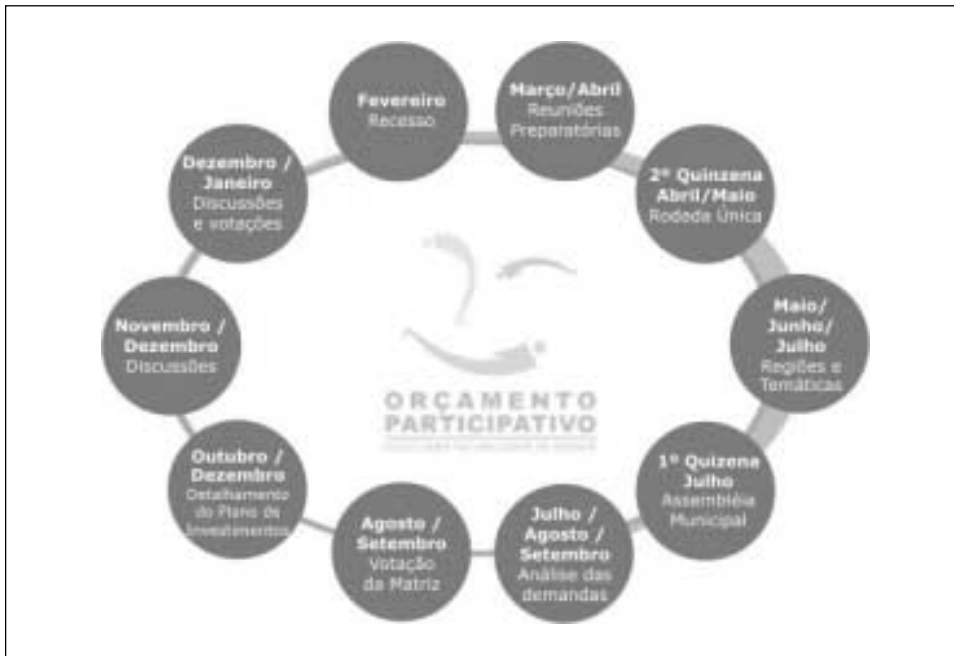 Fevereiro
Recesso
Março/Abril
Reuniões
Preparatórias
2ª Quinzena
Abril/Maio
Rodada Única
Maio/
Junho/
Julho
Regiões e
Temáticas
1ª Quizena
Julho
Assembléia
Municipal
Julho /
Agosto /
Setembro
Análise das
demandas
Agosto /
Setembro
Votação
da Matriz
Outubro /
Dezembro
Detalhamento
do Plano de
Investimentos
Novembro /
Dezembro
Discussões
Dezembro /
Janeiro
Discussões
e votações
ORÇAMENTO
PARTICIPATIVO